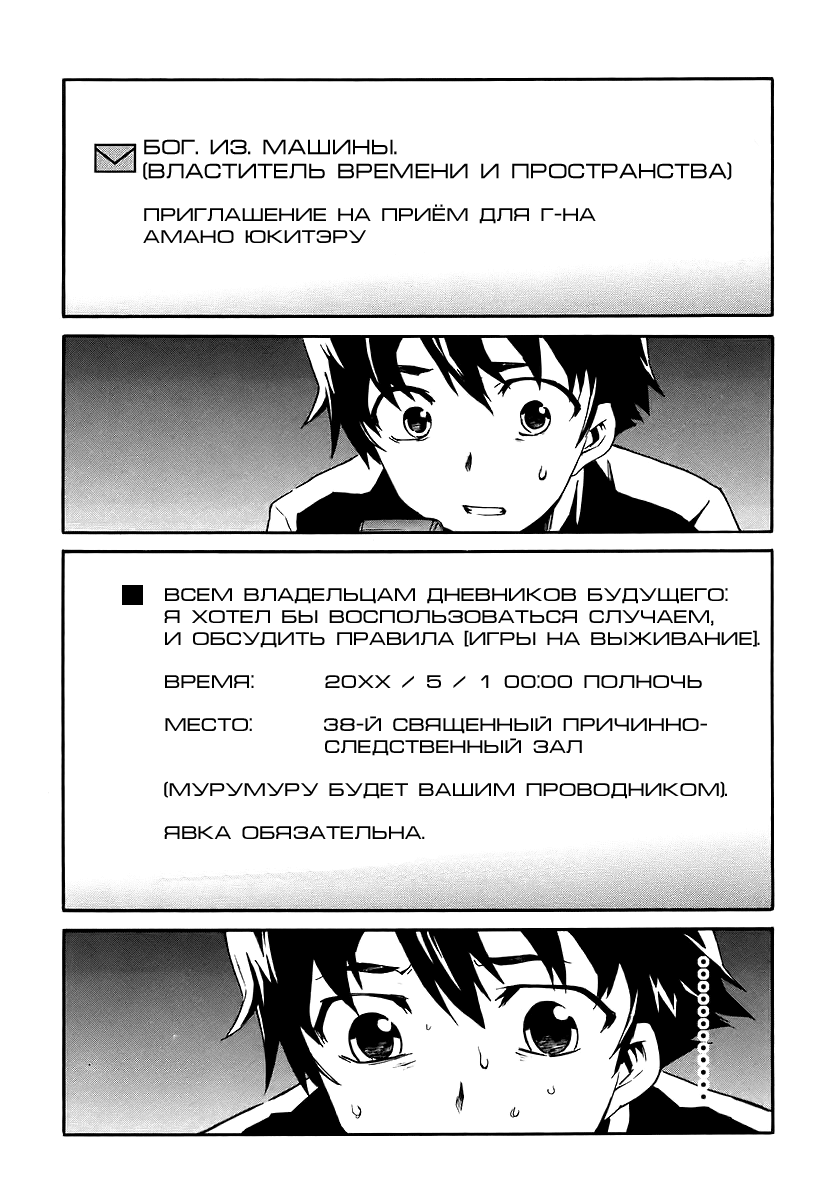 БОГ. ИЗ. МАШИНЫ.
(ВЛАСТИТЕЛЬ ВРЕМЕНИ И ПРОСТРАНСТВА)
ПРИГЛАШЕНИЕ НА ПРИЁМ ДЛЯ Г-НА
АМАНО ЮКИТЭРУ
ВСЕМ ВЛАДЕЛЬЦАМ ДНЕВНИКОВ БУДУЩЕГО:
Я ХОТЕЛ БЫ ВОСПОЛЬЗОВАТЬСЯ СЛУЧАЕМ,
И ОБСУДИТЬ ПРАВИЛА [ИГРЫ НА ВЫЖИВАНИЕ].
ВРЕМЯ: 20XX / 5 / 1 00:00 ПОЛНОЧЬ
МЕСТО: 38-Й СВЯЩЕННЫЙ ПРИЧИННО-
СЛЕДСТВЕННЫЙ ЗАЛ
(МУРУМУРУ БУДЕТ ВАШИМ ПРОВОДНИКОМ).
ЯВКА ОБЯЗАТЕЛЬНА.